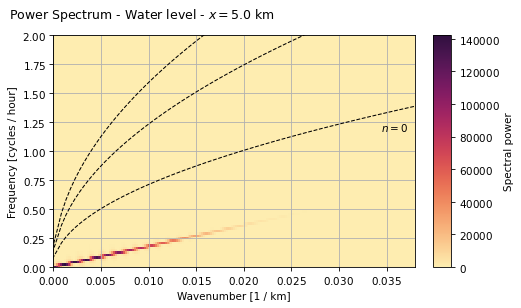 Power Spectrum - Water level - x = 5.0 km
2.00
1.75
1.50
1.25
1.00
0.75
0.50
0.25
0.00
Frequency [cycles / hour]
n = 0
0.000 0.005 0.010 0.015 0.020 0.025 0.030 0.035
Wavenumber [1 / km]
140000
120000
100000
80000
60000
40000
20000
0
Spectral power